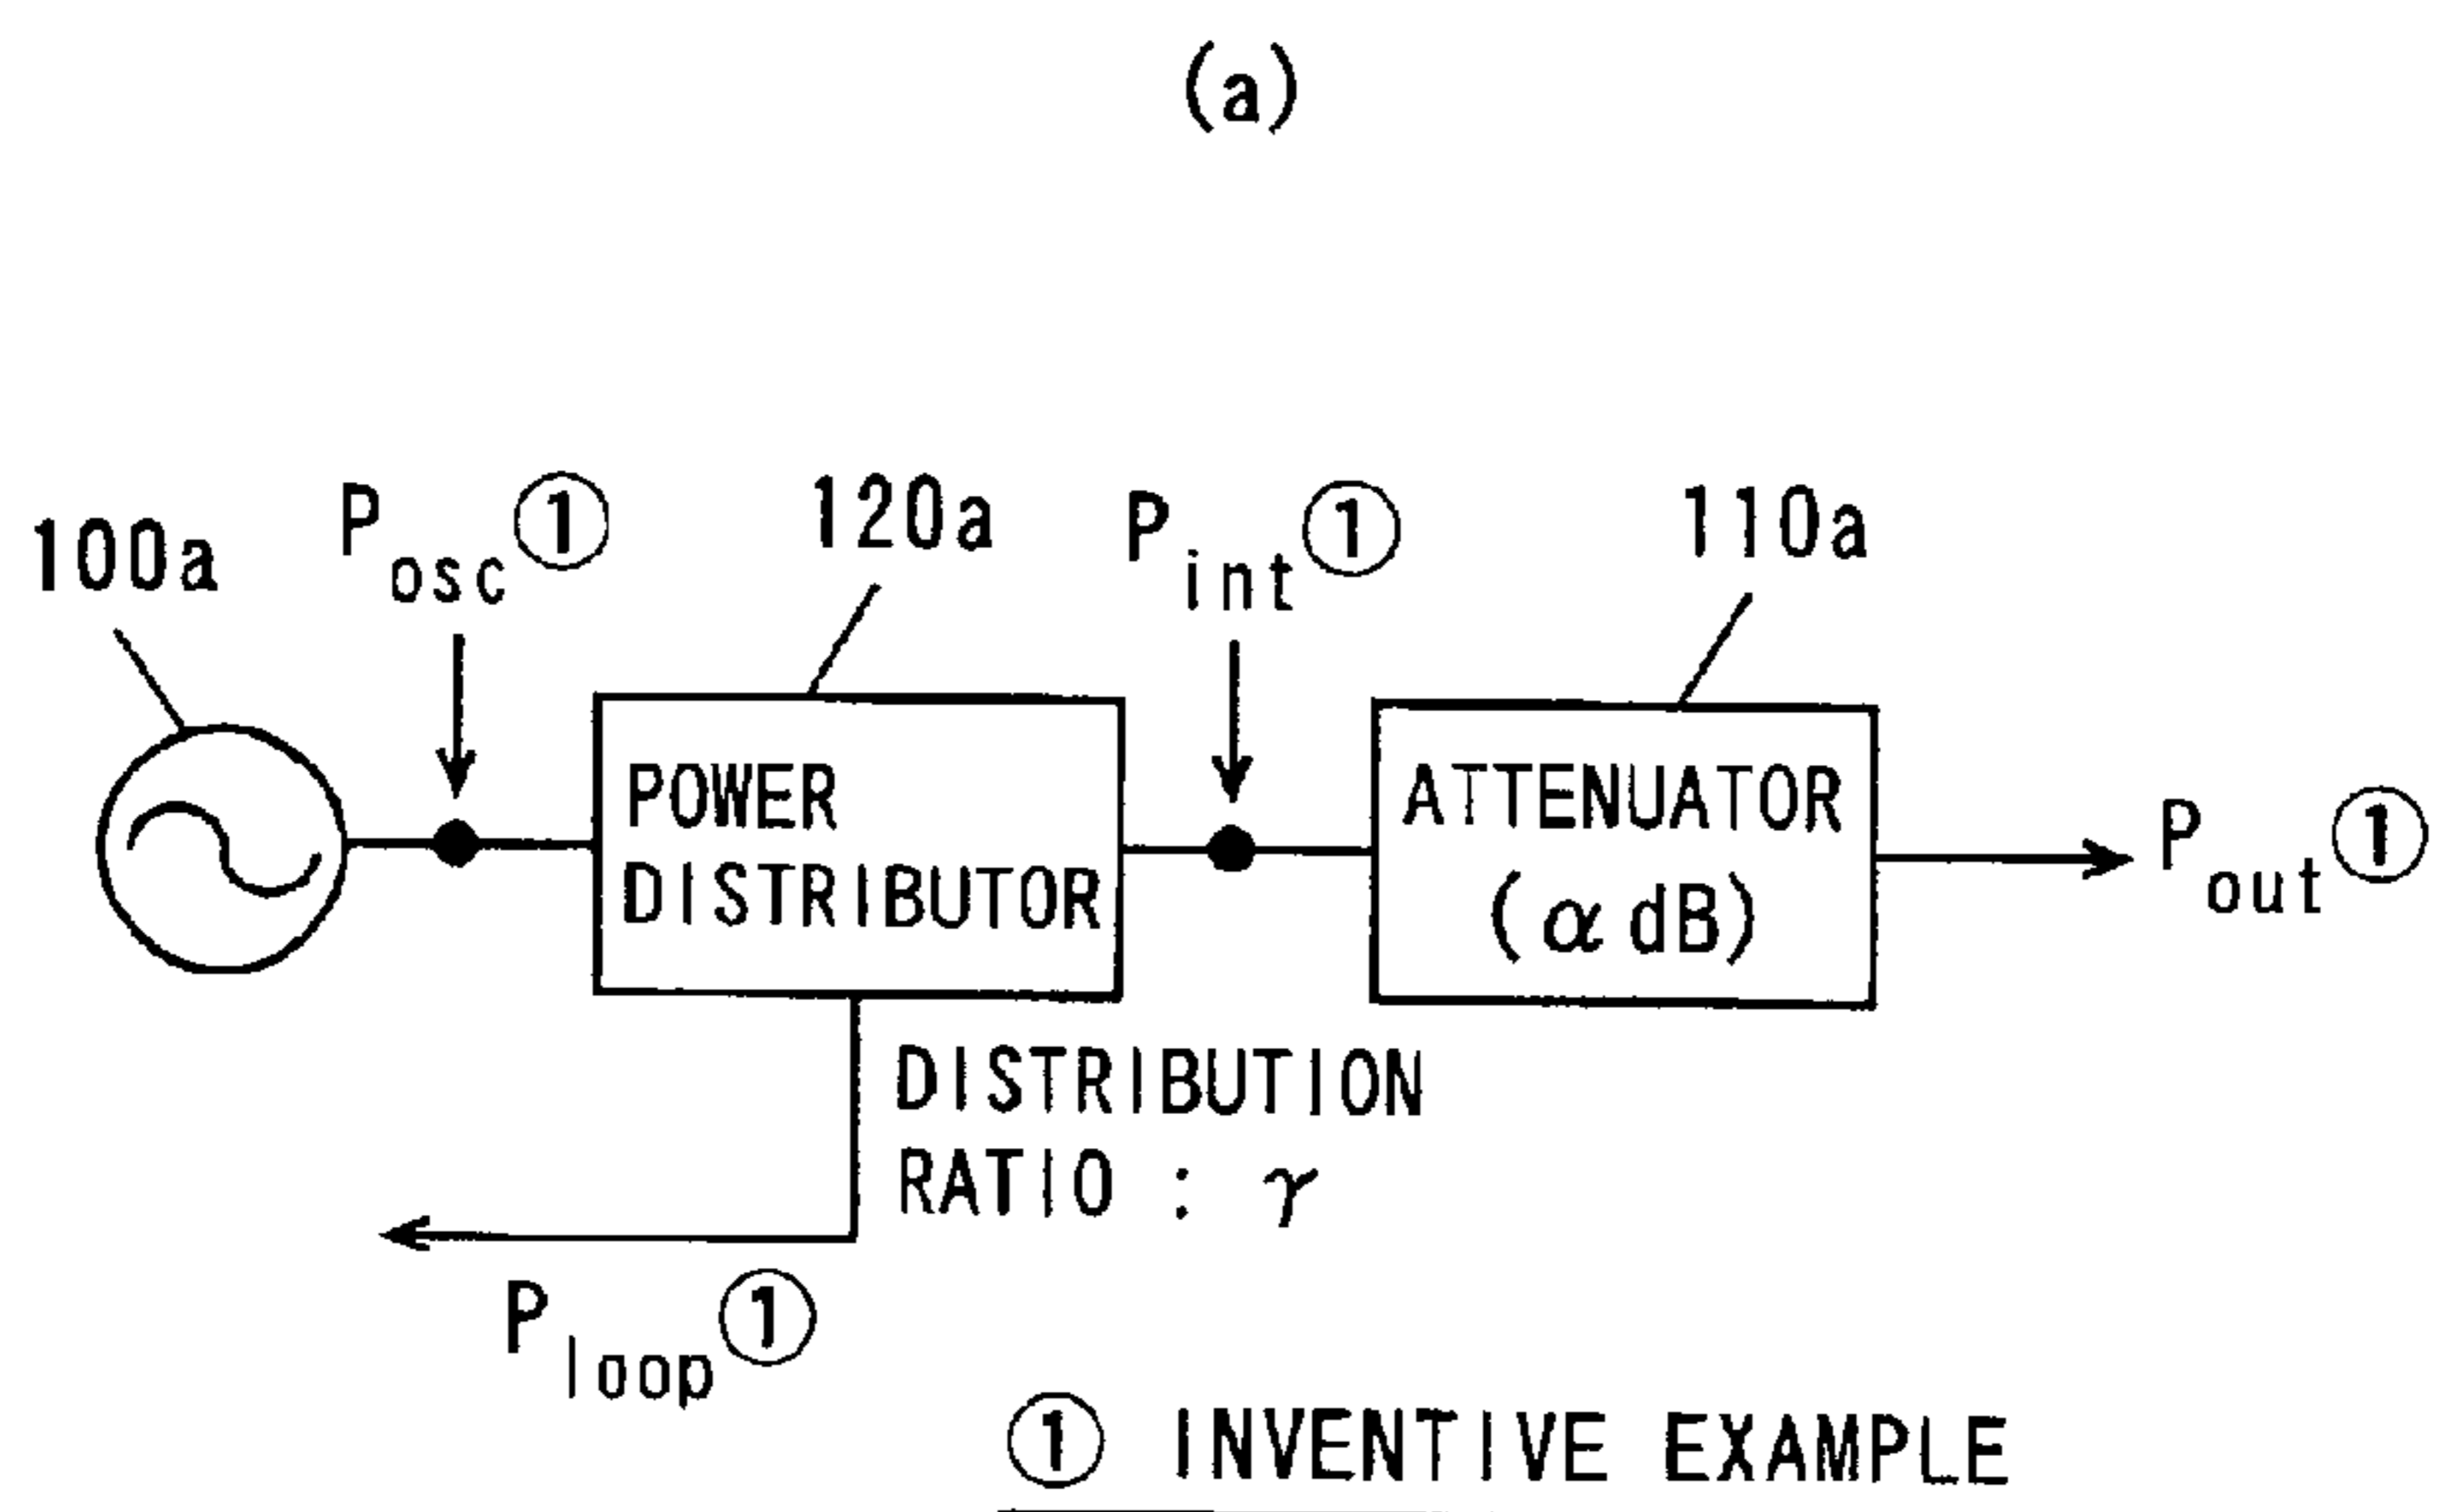 (a)
100a
P osc ①
120a
P int ①
110a
POWER
DISTRIBUTOR
ATTENUATOR
(α dB)
P out ①
DISTRIBUTION
RATIO : γ
P loop ①
① INVENTIVE EXAMPLE